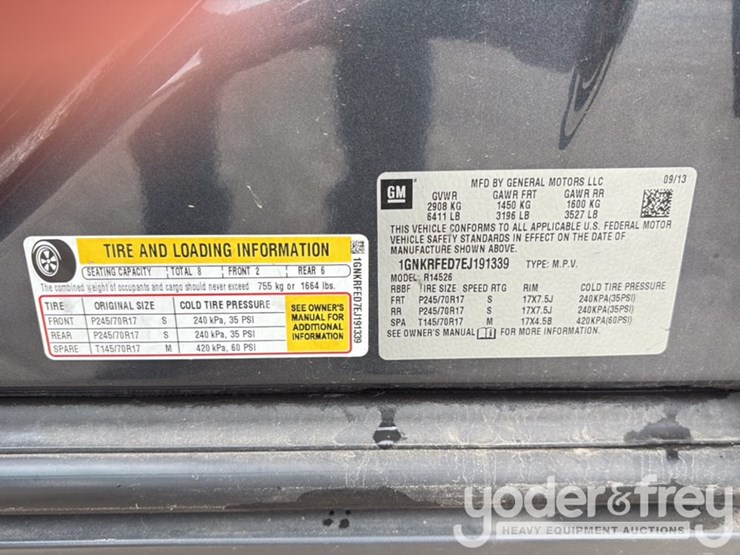 TIRE AND LOADING INFORMATION
SEATING CAPACITY TOTAL 8 FRONT 2 REAR 6
The combined weight of occupants and cargo should never exceed 755 kg or 1664 lbs.
TIRE ORIGINAL SIZE COLD TIRE PRESSURE
FRONT P245/70R17 S 240 kPa, 35 PSI
REAR P245/70R17 S 240 kPa, 35 PSI
SPARE T145/70R17 M 420 kPa, 60 PSI
SEE OWNER'S
MANUAL FOR
ADDITIONAL
INFORMATION
1GNKRFED7EJ191339
GM
MFD BY GENERAL MOTORS LLC 09/13
GVWR GAWR FRT GAWR RR
2908 KG 1450 KG 1600 KG
6411 LB 3196 LB 3527 LB
THIS VEHICLE CONFORMS TO ALL APPLICABLE U.S. FEDERAL MOTOR
VEHICLE SAFETY STANDARDS IN EFFECT ON THE DATE OF
MANUFACTURE SHOWN ABOVE.
1GNKRFED7EJ191339 TYPE: M.P.V.
MODEL: R14526
RBBF TIRE SIZE SPEED RTG RIM COLD TIRE PRESSURE
FRT P245/70R17 S 17X7.5J 240KPA(35PSI)
RR P245/70R17 S 17X7.5J 240KPA(35PSI)
SPA T145/70R17 M 17X4.5B 420KPA(60PSI)
SEE OWNER'S MANUAL FOR MORE INFORMATION.
yoder&frey
HEAVY EQUIPMENT AUCTIONS